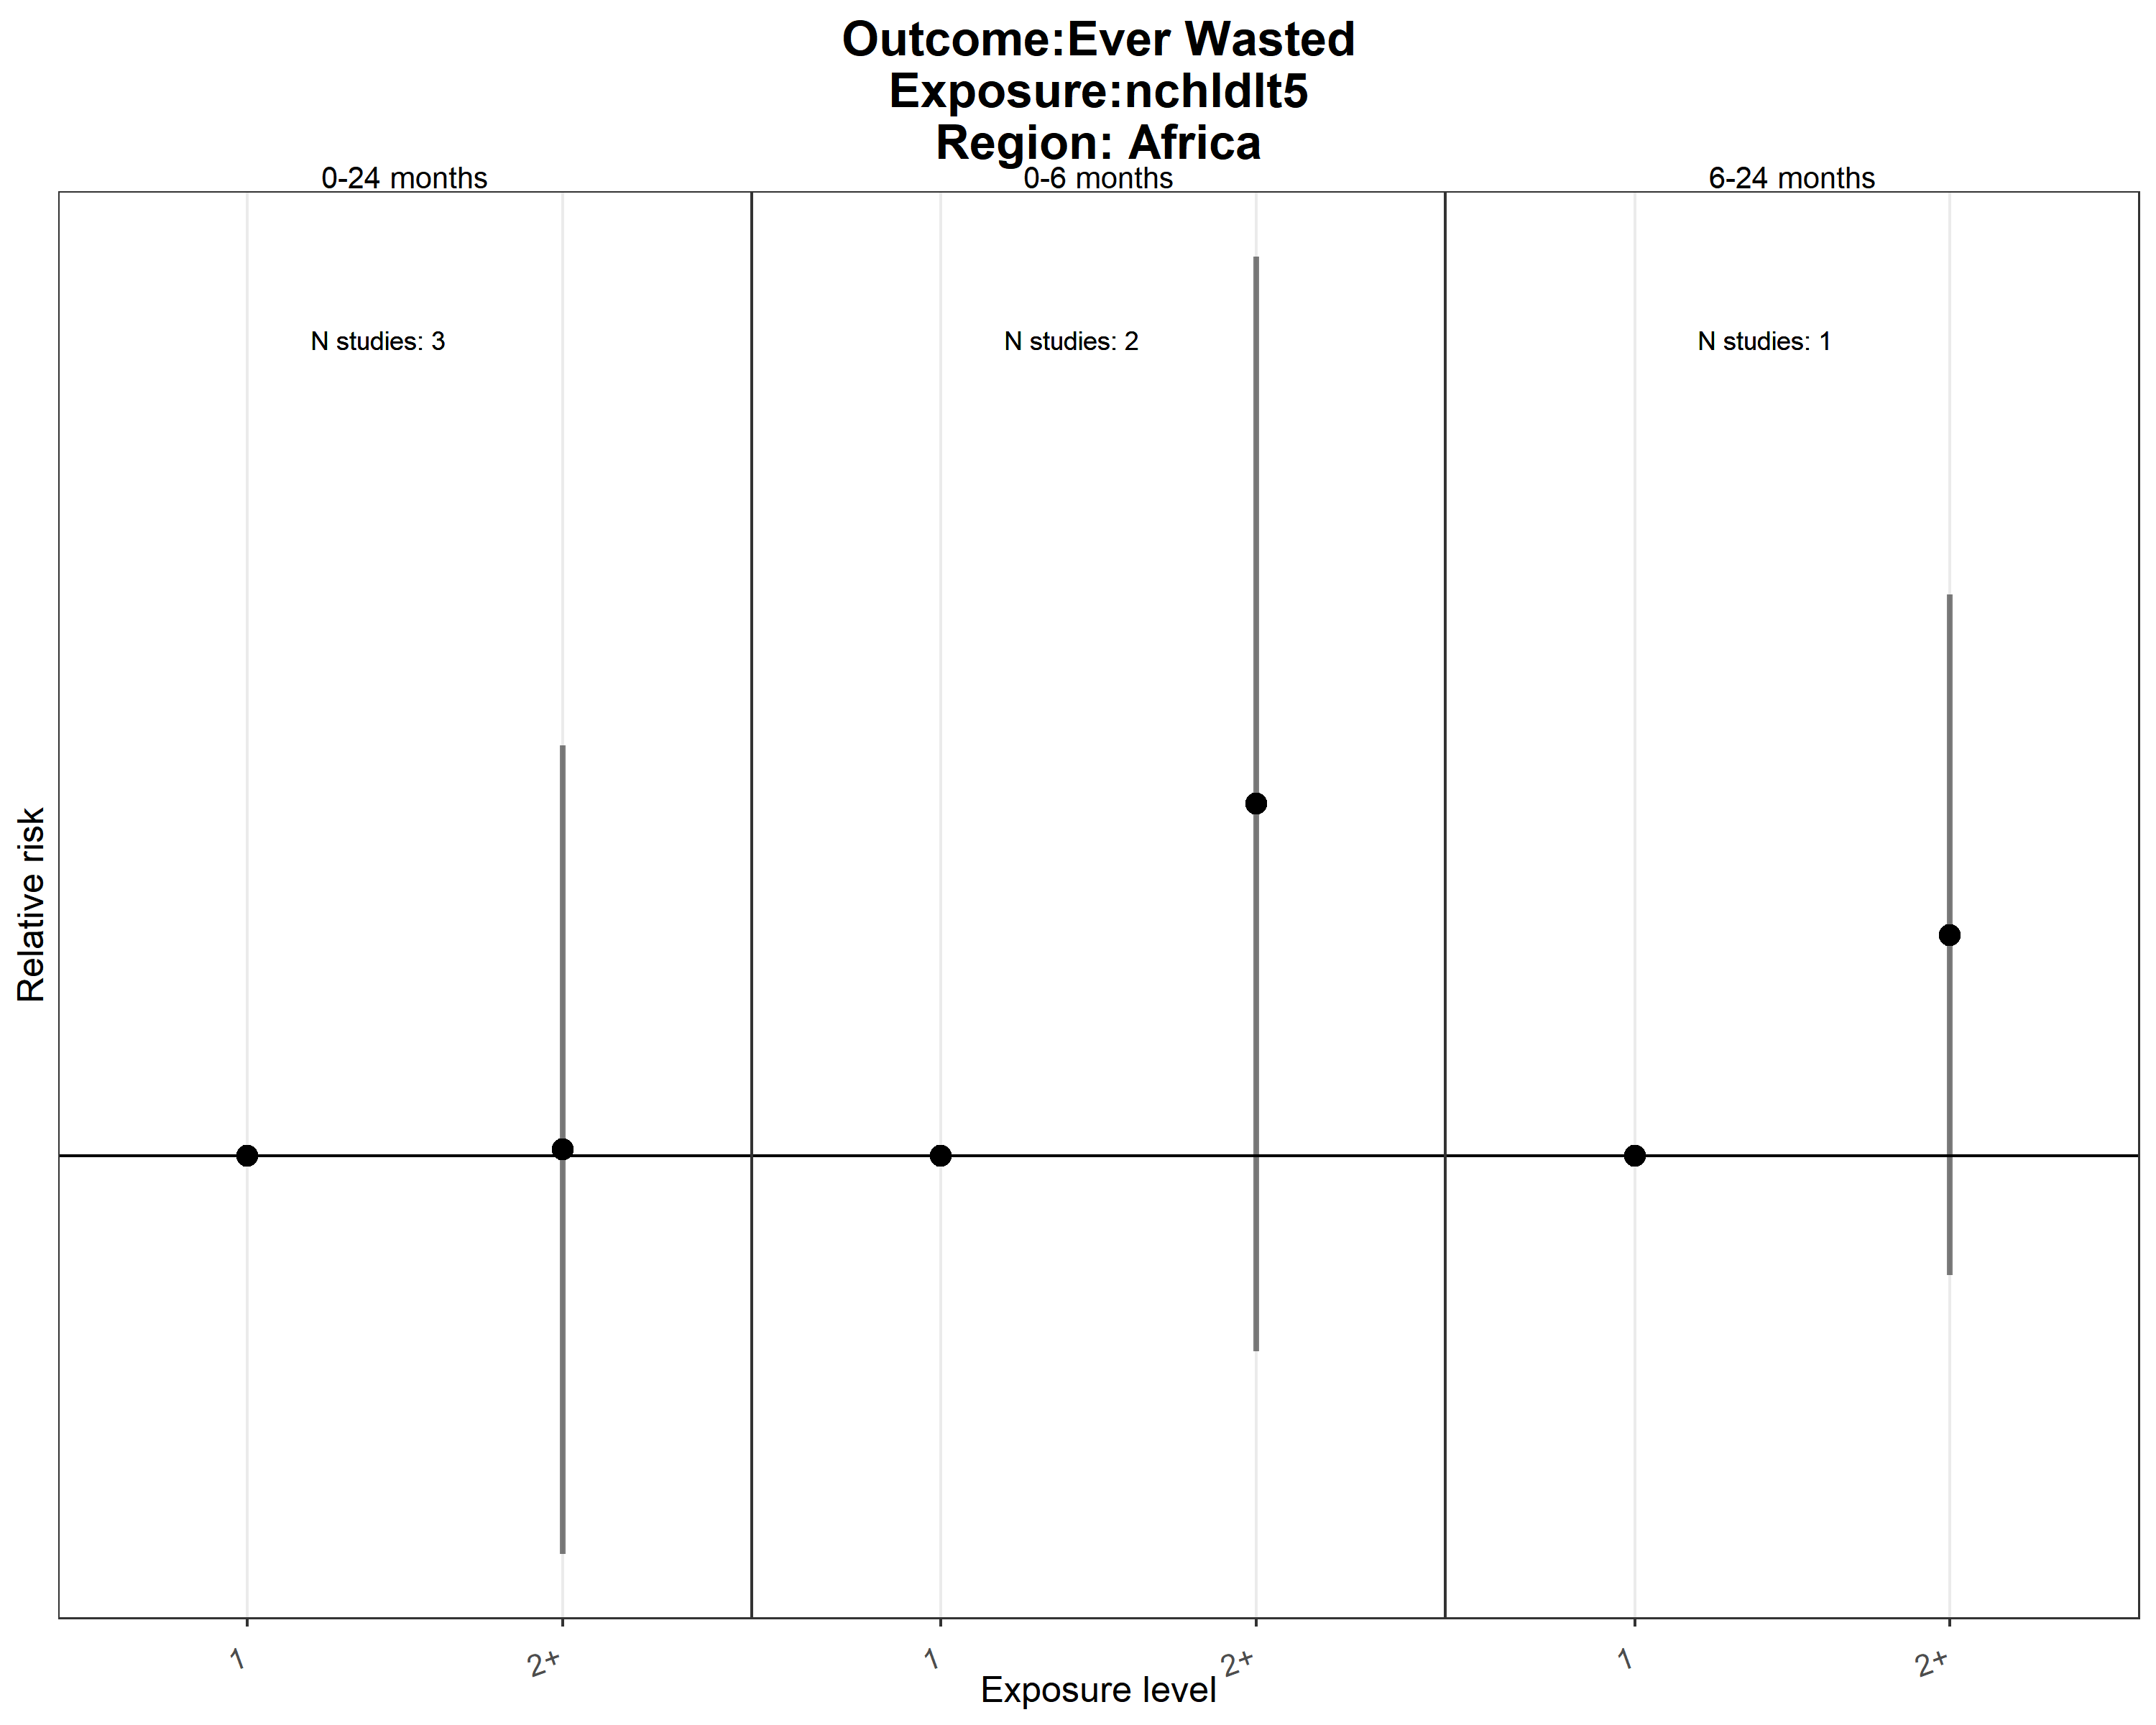 Outcome:Ever Wasted
Exposure:nchldlt5
Region: Africa
0-24 months
0-6 months
6-24 months
N studies: 3
N studies: 2
N studies: 1
Relative risk
1
2+
1
2+
1
2+
Exposure level